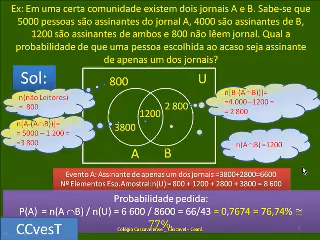 Ex: Em uma certa comunidade existem dois jornais A e B. Sabe-se que
5000 pessoas são assinantes do jornal A, 4000 são assinantes de B,
1200 são assinantes de ambos e 800 não lêem jornal. Qual a
probabilidade de que uma pessoa escolhida ao acaso seja assinante
de apenas um dos jornais?
Sol:
800
U
n(não Leitores)
= 800
n(B-(A∩B))=
=4.000 –1200 =
= 2 800
2 800
1200
3800
n(A-(A∩B))=
= 5000 – 1 200 =
=3 800
n(A∩B)=1200
A
B
Evento A: Assinante de apenas um dos jornais =3800+2800=6600
Nº Elementos Esp.Amostral:n(U) = 800 + 1200 + 2800 + 3800 = 8 600
Probabilidade pedida:
P(A) = n(A∩B) / n(U) = 6 600 / 8600 = 66/43 = 0,7674 = 76,74% ≅
77%
CCvesT
Colégio Cascavelense - Cascavel - Ceará